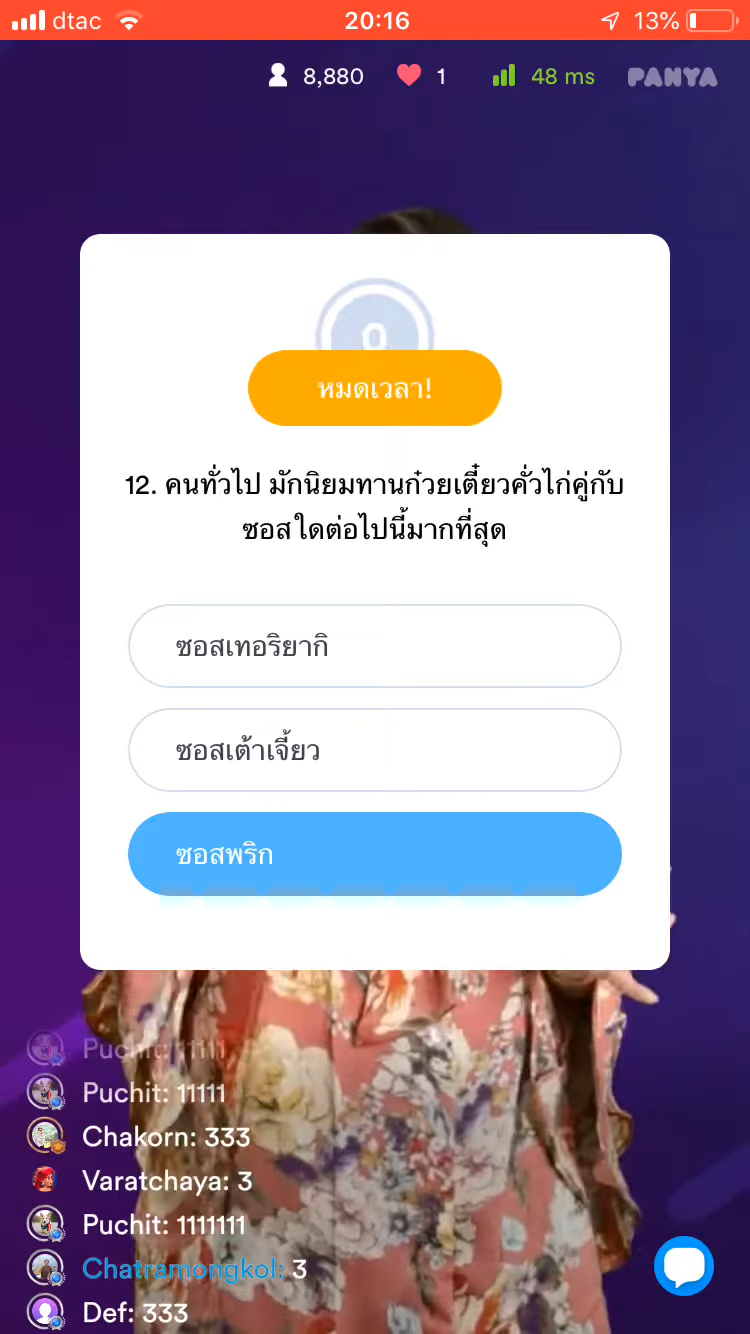 dtac 20:16 13%
8,880 1 48 ms PANYA
0
หมดเวลา!
12. คนทั่วไป มักนิยมทานก๋วยเตี๋ยวคั่วไก่คู่กับ
ซอสใดต่อไปนี้มากที่สุด
ซอสเทอริยากิ
ซอสเต้าเจี้ยว
ซอสพริก
Puchit: 11111
Puchit: 11111
Chakorn: 333
Varatchaya: 3
Puchit: 1111111
Chatramongkol: 3
Def: 333